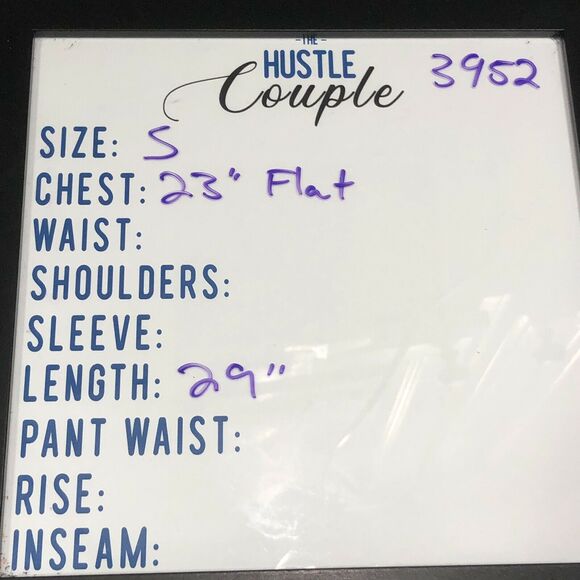 -THE-
HUSTLE
Couple
3952
SIZE: S
CHEST: 23" Flat
WAIST:
SHOULDERS:
SLEEVE:
LENGTH: 29"
PANT WAIST:
RISE:
INSEAM: